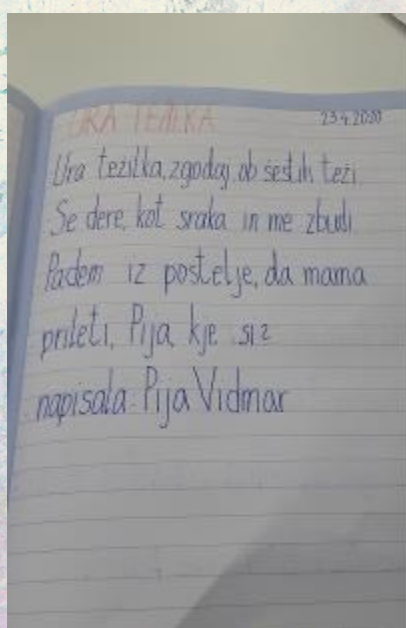 URA TEŽILKA 23.4.2020
Ura težilka, zgodaj ob šestih teži.
Se dere, kot sraka in me zbudi.
Padem iz postelje, da mama
prileti, Pija, kje si?
napisala: Pija Vidmar